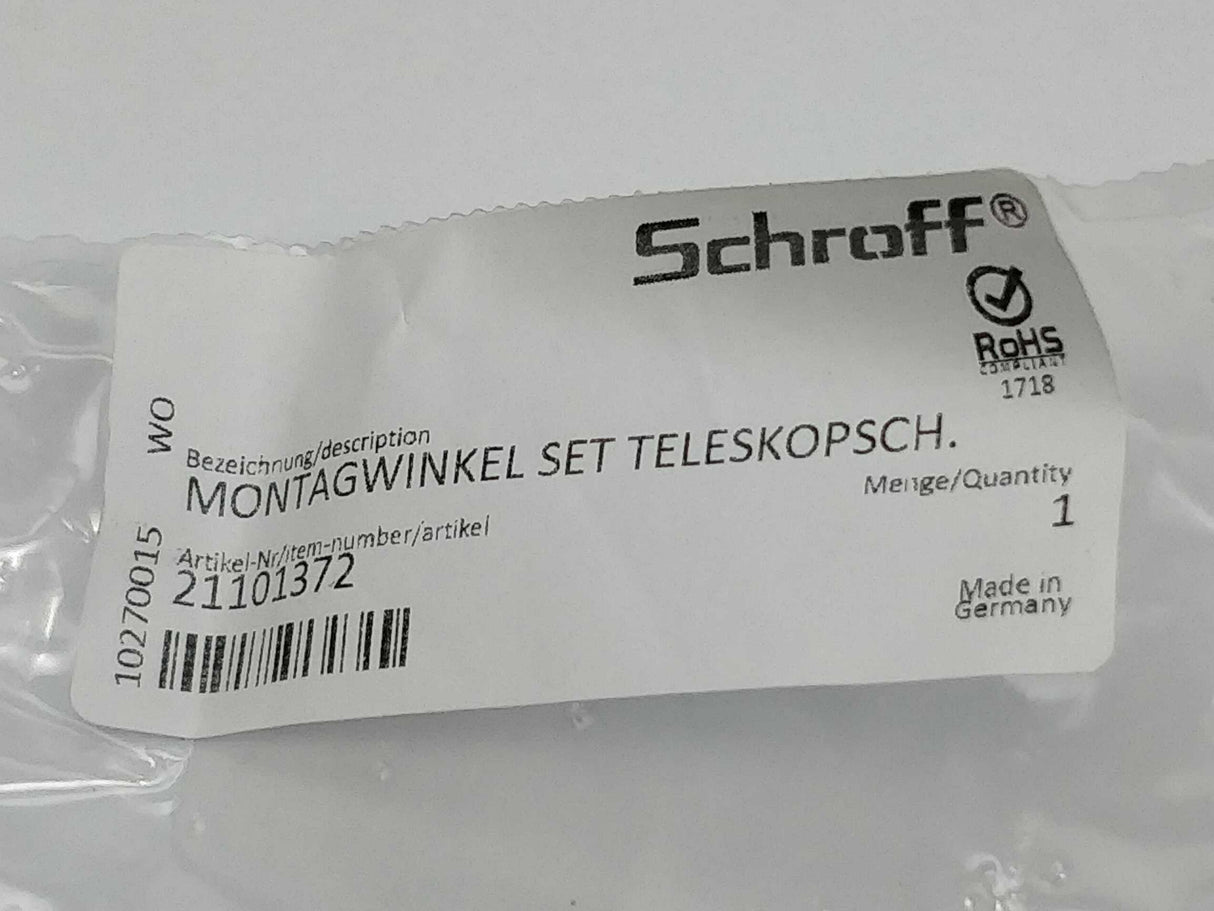 Schroff®
RoHS
COMPLIANT
1718
Bezeichnung/description
MONTAGWINKEL SET TELESKOPSCH.
Menge/Quantity
1
Artikel-Nr/item-number/artikel
21101372
Made in
Germany
10270015 WO